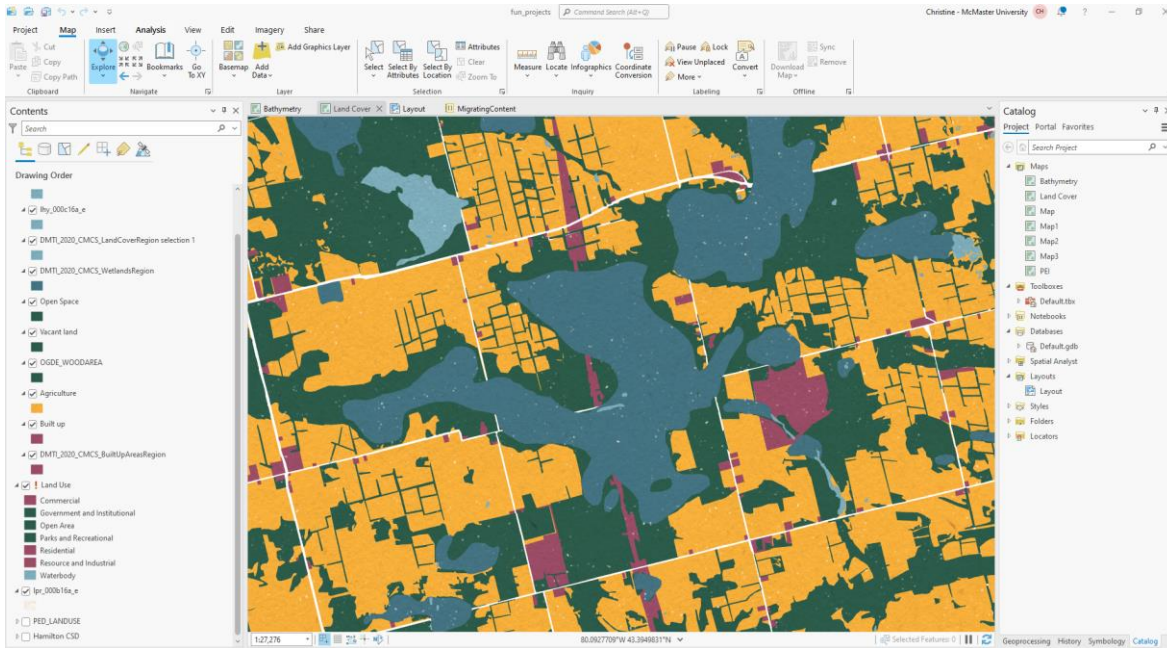 fun_projects
Command Search (Alt+Q)
Christine - McMaster University
CH
?
Project Map Insert Analysis View Edit Imagery Share
Paste
Cut
Copy
Copy Path
Clipboard
Explore
Bookmarks
Go To XY
Navigate
Basemap
Add Data
Add Graphics Layer
Layer
Select
Select By Attributes
Select By Location
Attributes
Clear
Zoom To
Selection
Measure
Locate
Infographics
Coordinate Conversion
Inquiry
Pause
Lock
View Unplaced
More
Convert
Labeling
Download Map
Sync
Remove
Offline
Contents
Search
Drawing Order
lhy_000c16a_e
DMTI_2020_CMCS_LandCoverRegion selection 1
DMTI_2020_CMCS_WetlandsRegion
Open Space
Vacant land
OGDE_WOODAREA
Agriculture
Built up
DMTI_2020_CMCS_BuiltUpAreasRegion
! Land Use
Commercial
Government and Institutional
Open Area
Parks and Recreational
Residential
Resource and Industrial
Waterbody
lpr_000b16a_e
PED_LANDUSE
Hamilton CSD
Bathymetry
Land Cover
Layout
MigratingContent
1:27,276
80.0927709°W 43.3949831°N
Selected Features: 0
Catalog
Project Portal Favorites
Search Project
Maps
Bathymetry
Land Cover
Map
Map1
Map2
Map3
PEI
Toolboxes
Default.tbx
Notebooks
Databases
Default.gdb
Spatial Analyst
Layouts
Layout
Styles
Folders
Locators
Geoprocessing History Symbology Catalog